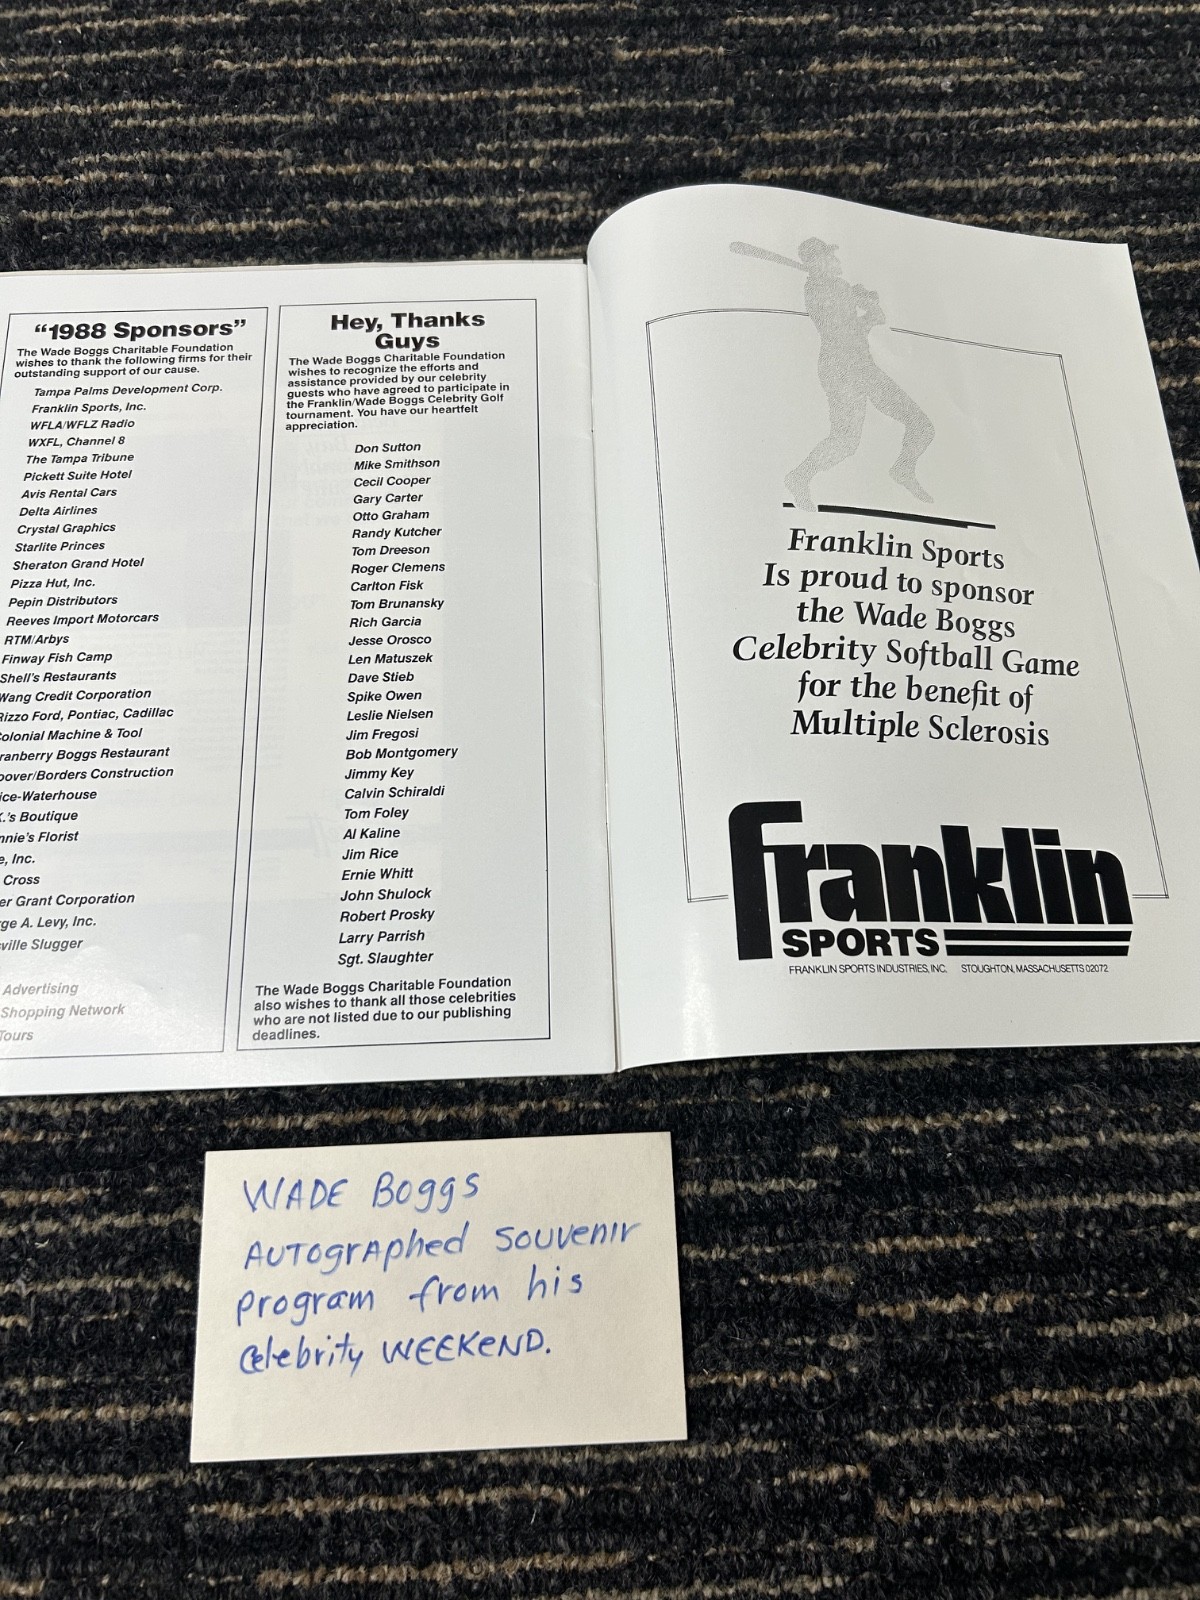 "1988 Sponsors"
The Wade Boggs Charitable Foundation
wishes to thank the following firms for their
outstanding support of our cause.
Tampa Palms Development Corp.
Franklin Sports, Inc.
WFLA/WFLZ Radio
WXFL, Channel 8
The Tampa Tribune
Pickett Suite Hotel
Avis Rental Cars
Delta Airlines
Crystal Graphics
Starlite Princes
Sheraton Grand Hotel
Pizza Hut, Inc.
Pepin Distributors
Reeves Import Motorcars
RTM/Arbys
Finway Fish Camp
Shell's Restaurants
Wang Credit Corporation
Rizzo Ford, Pontiac, Cadillac
Colonial Machine & Tool
ranberry Boggs Restaurant
oover/Borders Construction
ice-Waterhouse
.'s Boutique
nnie's Florist
e, Inc.
Cross
er Grant Corporation
rge A. Levy, Inc.
ville Slugger
Advertising
Shopping Network
Tours
Hey, Thanks
Guys
The Wade Boggs Charitable Foundation
wishes to recognize the efforts and
assistance provided by our celebrity
guests who have agreed to participate in
the Franklin/Wade Boggs Celebrity Golf
tournament. You have our heartfelt
appreciation.
Don Sutton
Mike Smithson
Cecil Cooper
Gary Carter
Otto Graham
Randy Kutcher
Tom Dreeson
Roger Clemens
Carlton Fisk
Tom Brunansky
Rich Garcia
Jesse Orosco
Len Matuszek
Dave Stieb
Spike Owen
Leslie Nielsen
Jim Fregosi
Bob Montgomery
Jimmy Key
Calvin Schiraldi
Tom Foley
Al Kaline
Jim Rice
Ernie Whitt
John Shulock
Robert Prosky
Larry Parrish
Sgt. Slaughter
The Wade Boggs Charitable Foundation
also wishes to thank all those celebrities
who are not listed due to our publishing
deadlines.
Franklin Sports
Is proud to sponsor
the Wade Boggs
Celebrity Softball Game
for the benefit of
Multiple Sclerosis
Franklin
SPORTS
FRANKLIN SPORTS INDUSTRIES, INC. STOUGHTON, MASSACHUSETTS 02072
WADE BoggS
AUTogrAphed SOUVENIr
program from his
Celebrity WEEKEND.